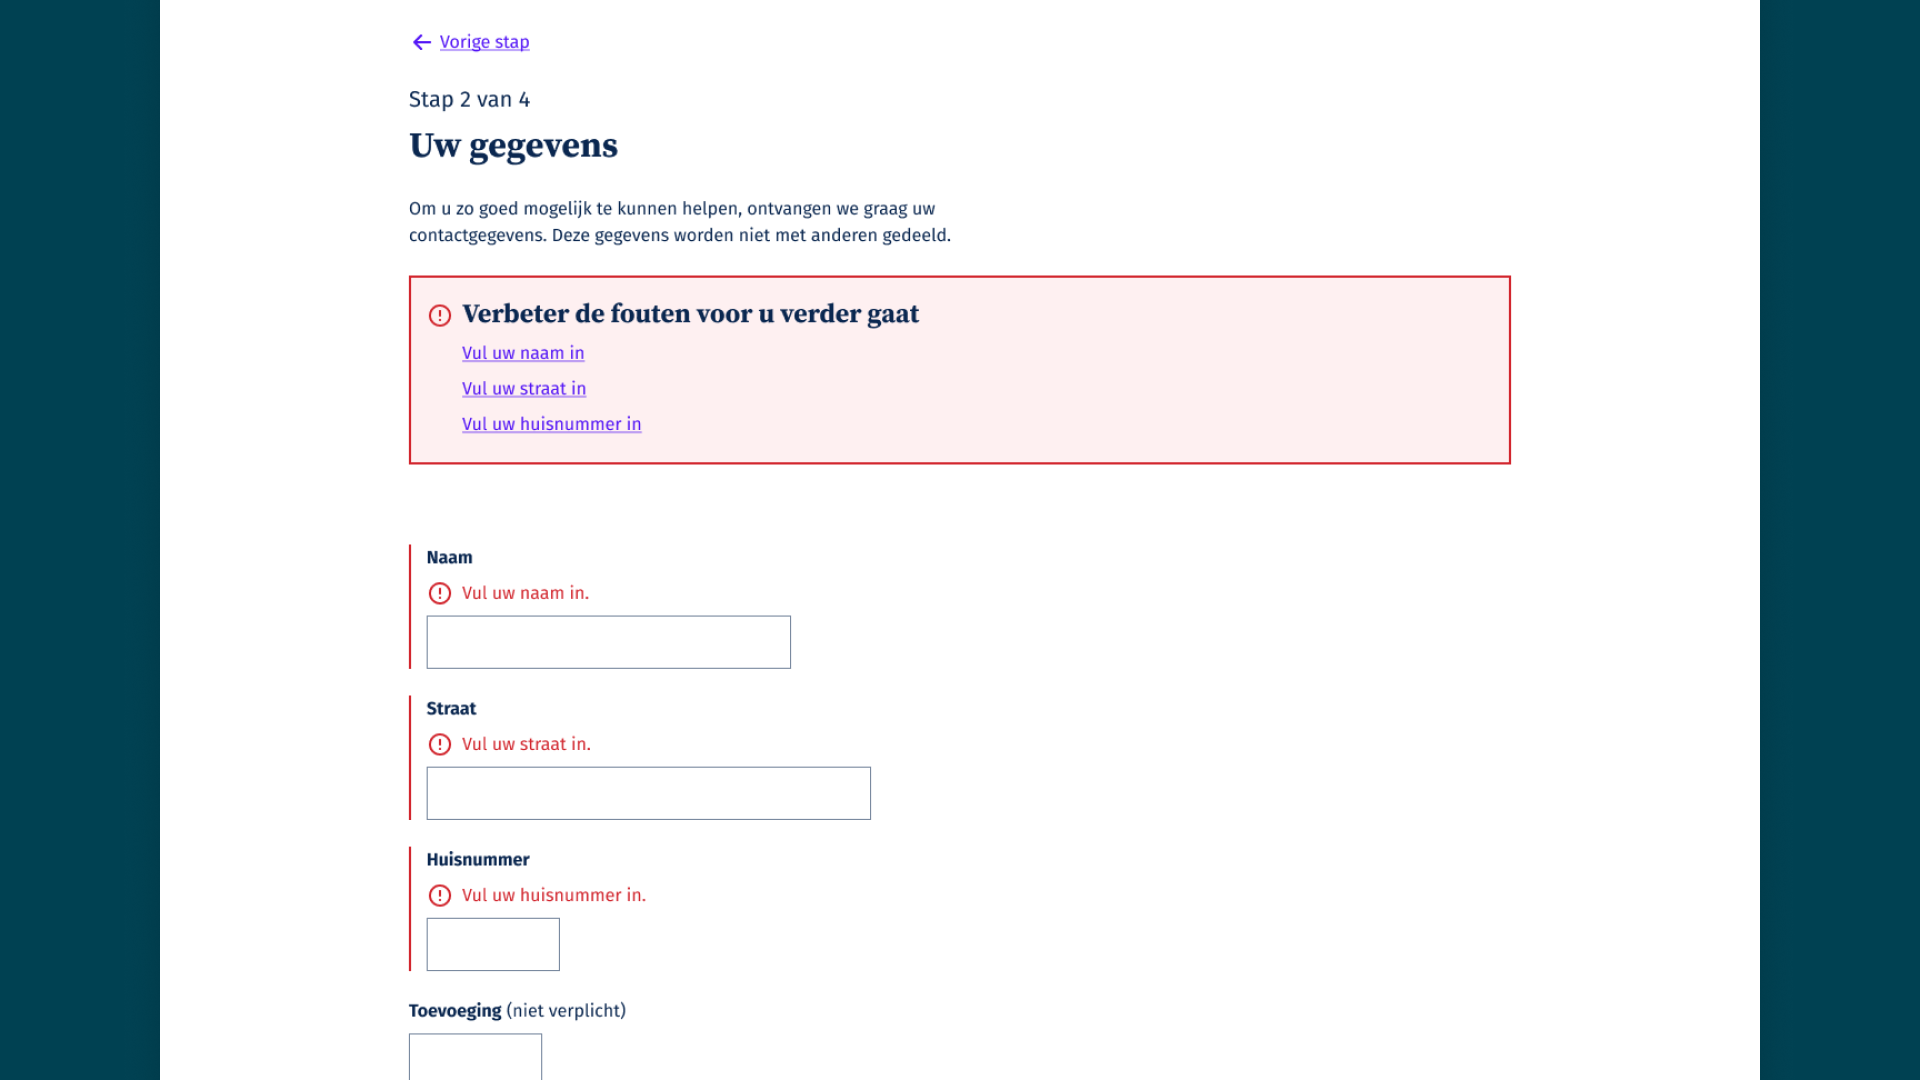 Vorige stap
Stap 2 van 4
Uw gegevens
Om u zo goed mogelijk te kunnen helpen, ontvangen we graag uw
contactgegevens. Deze gegevens worden niet met anderen gedeeld.
Verbeter de fouten voor u verder gaat
Vul uw naam in
Vul uw straat in
Vul uw huisnummer in
Naam
Vul uw naam in.
Straat
Vul uw straat in.
Huisnummer
Vul uw huisnummer in.
Toevoeging (niet verplicht)